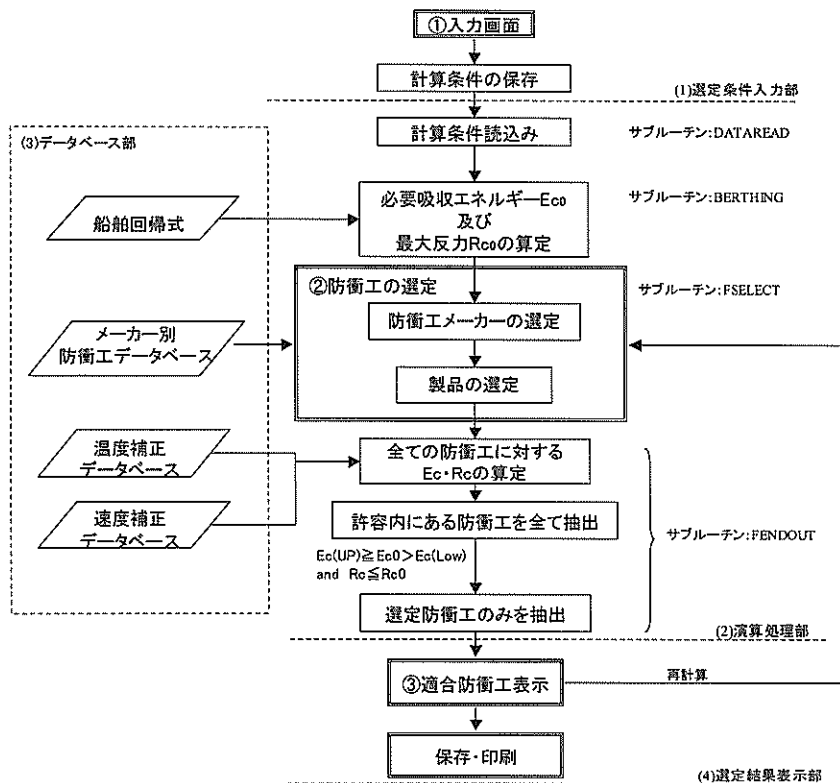 ①入力画面
計算条件の保存
(1)選定条件入力部
(3)データベース部
計算条件読込み
サブルーテン:DATAREAD
船舶回帰式
必要吸収エネルギーEc0
及び
最大反力Rc0の算定
サブルーテン:BERTHING
②防衝工の選定
サブルーテン:FSELECT
メーカー別
防衝工データベース
防衝工メーカーの選定
製品の選定
温度補正
データベース
全ての防衝工に対する
Ec・Rcの算定
速度補正
データベース
許容内にある防衝工を全て抽出
サブルーテン:FENDOUT
Ec(UP)≧Ec0>Ec(Low)
and Rc≦Rc0
選定防衝工のみを抽出
(2)演算処理部
③適合防衝工表示
再計算
保存・印刷
(4)選定結果表示部